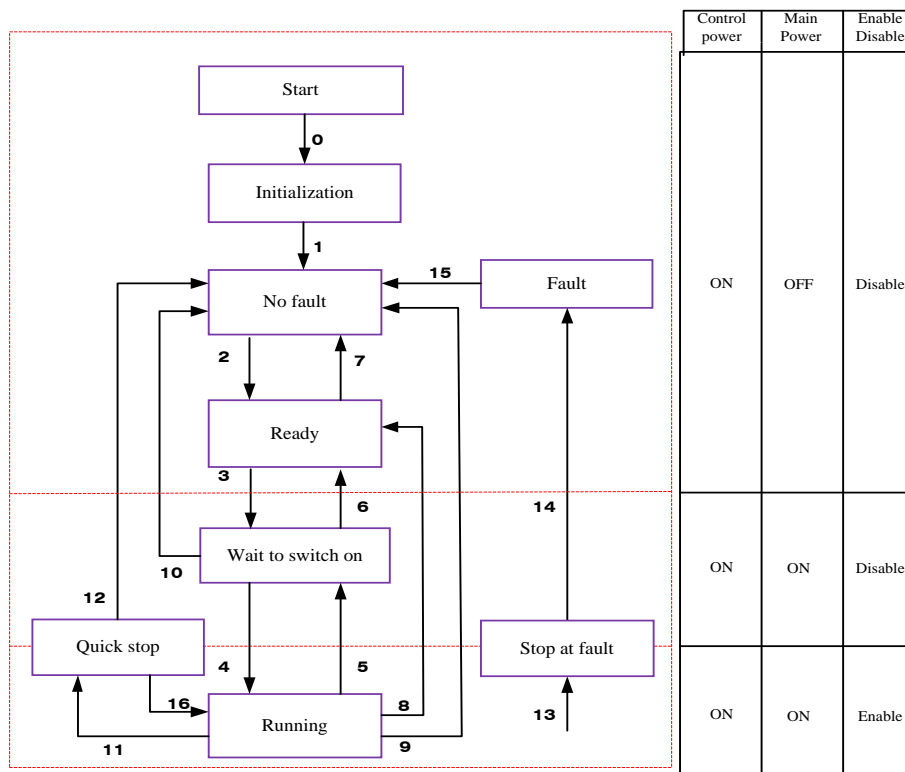 Control power
Main Power
Enable Disable
Start
0
Initialization
1
15
Fault
No fault
ON
OFF
Disable
2
7
Ready
3
6
14
Wait to switch on
10
ON
ON
Disable
12
Quick stop
4
5
Stop at fault
16
Running
8
13
ON
ON
Enable
11
9